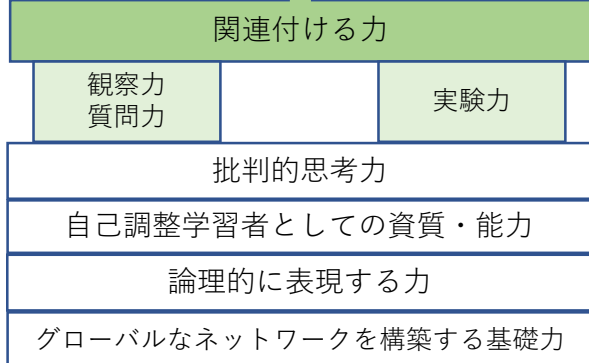 関連付ける力
観察力
質問力
実験力
批判的思考力
自己調整学習者としての資質・能力
論理的に表現する力
グローバルなネットワークを構築する基礎力